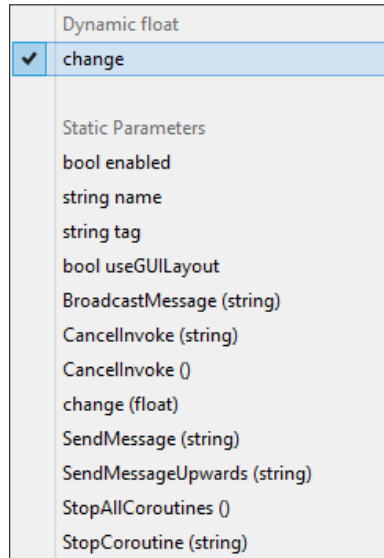 Dynamic float
change
Static Parameters
bool enabled
string name
string tag
bool useGUILayout
BroadcastMessage (string)
CancelInvoke (string)
CancelInvoke ()
change (float)
SendMessage (string)
SendMessageUpwards (string)
StopAllCoroutines ()
StopCoroutine (string)